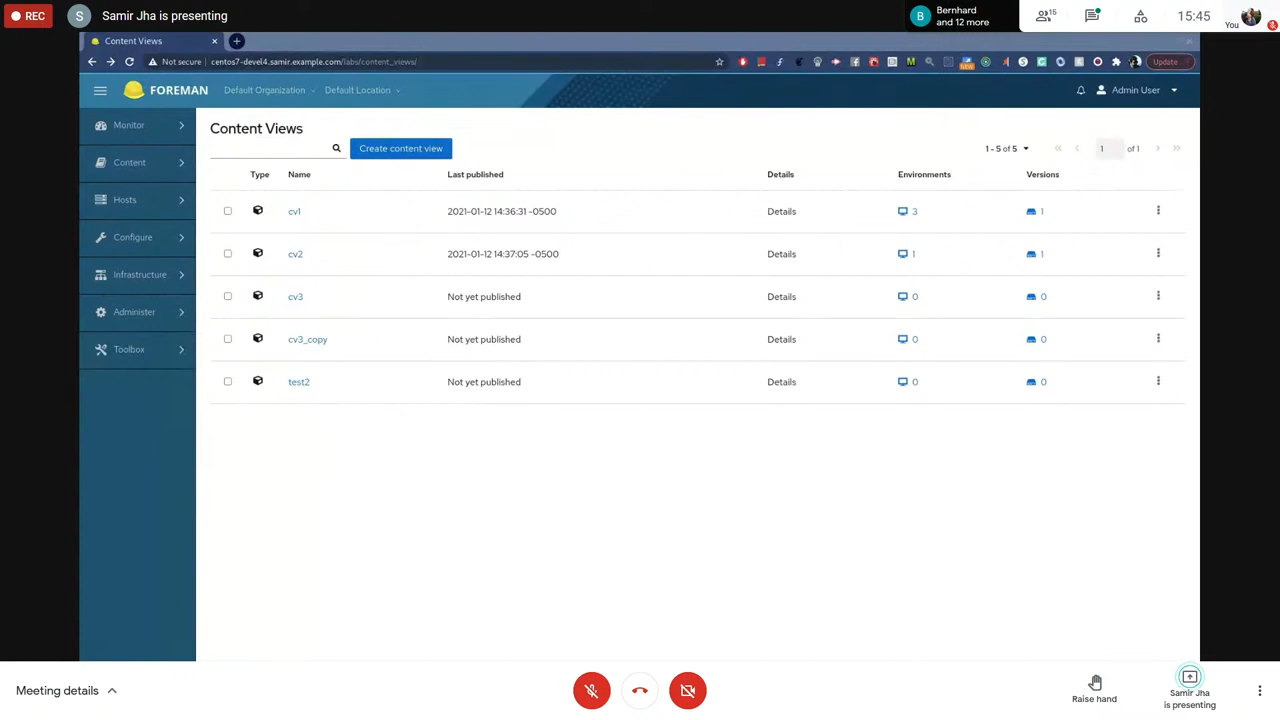 REC
S
Samir Jha is presenting
B
Bernhard
and 12 more
15
15:45
You
Content Views
Not secure
centos7-devel4.samir.example.com/labs/content_views/
NEW
Update
FOREMAN
Default Organization
Default Location
Admin User
Monitor
Content
Hosts
Configure
Infrastructure
Administer
Toolbox
Content Views
Create content view
1 - 5 of 5
1 of 1
Type Name Last published Details Environments Versions
cv1 2021-01-12 14:36:31 -0500 Details 3 1
cv2 2021-01-12 14:37:05 -0500 Details 1 1
cv3 Not yet published Details 0 0
cv3_copy Not yet published Details 0 0
test2 Not yet published Details 0 0
Meeting details
Raise hand
Samir Jha
is presenting